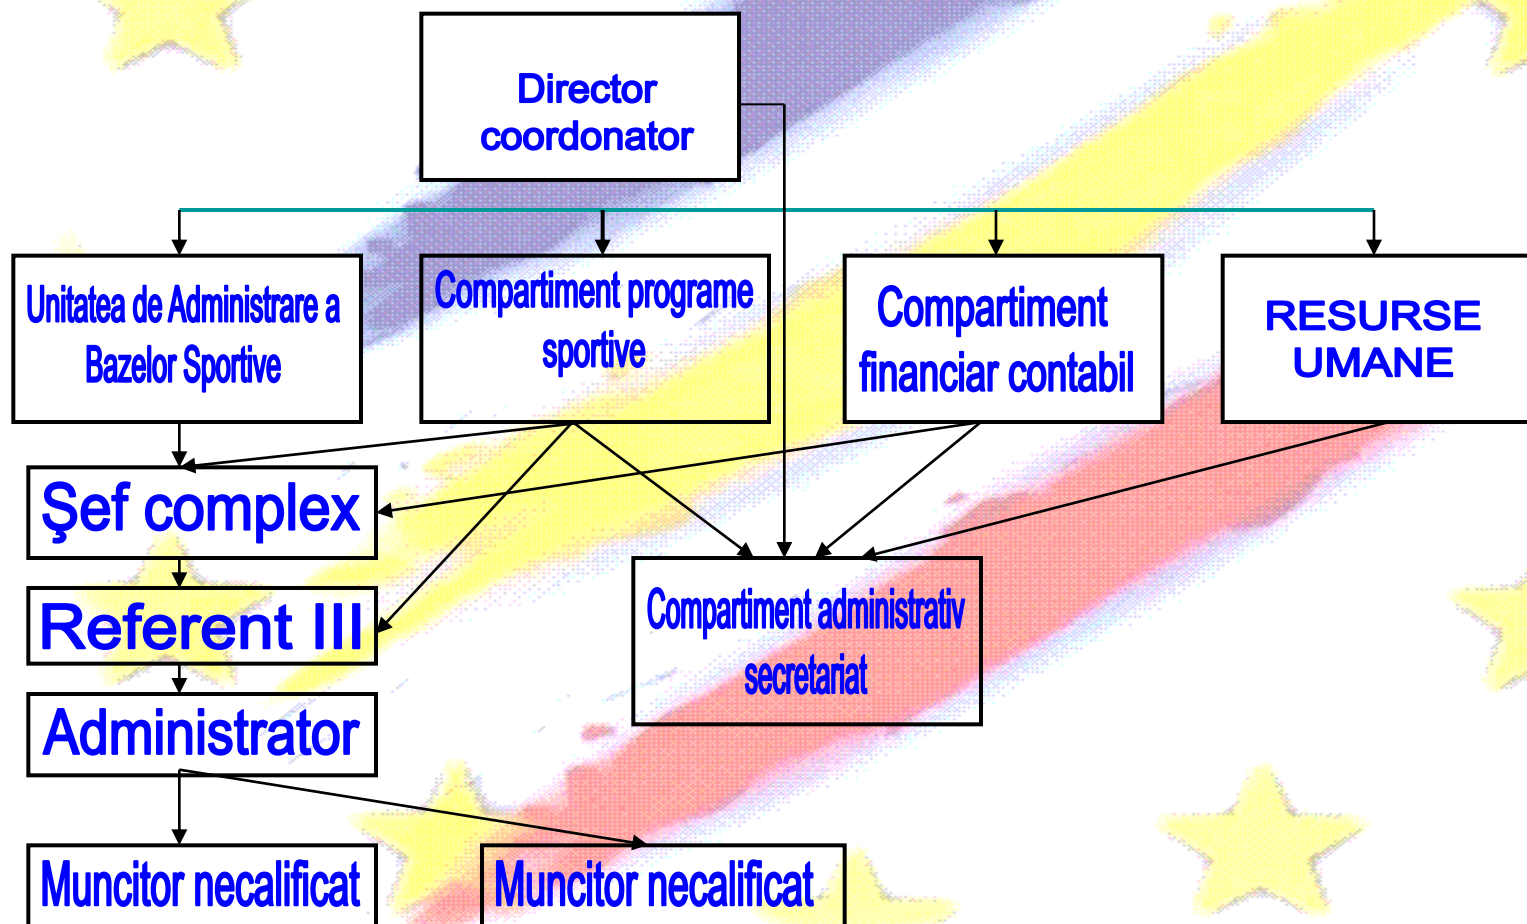 Director
coordonator
Unitatea de Administrare a
Bazelor Sportive
Compartiment programe
sportive
Compartiment
financiar contabil
RESURSE
UMANE
Şef complex
Referent III
Compartiment administrativ
secretariat
Administrator
Muncitor necalificat
Muncitor necalificat